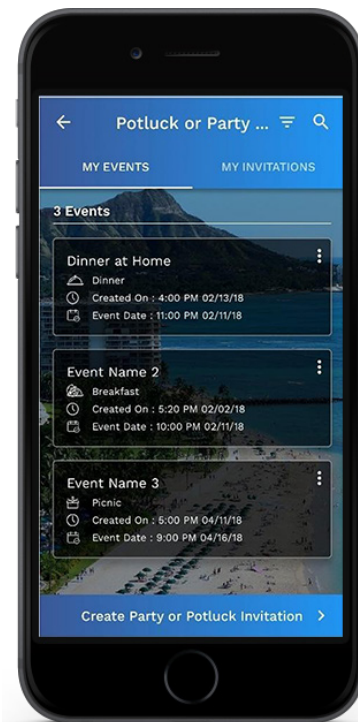 Potluck or Party ...
MY EVENTS
MY INVITATIONS
3 Events
Dinner at Home
Dinner
Created On : 4:00 PM 02/13/18
Event Date : 11:00 PM 02/11/18
Event Name 2
Breakfast
Created On : 5:20 PM 02/02/18
Event Date : 10:00 PM 02/11/18
Event Name 3
Picnic
Created On : 5:00 PM 04/11/18
Event Date : 9:00 PM 04/16/18
Create Party or Potluck Invitation >